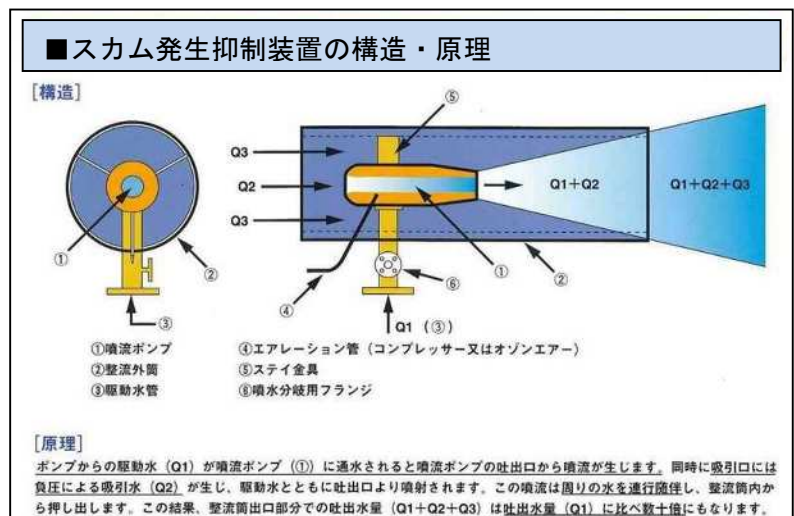 ■スカム発生抑制装置の構造・原理
[構造]
⑤
Q3
Q2
Q3
Q1+Q2
Q1+Q2+Q3
①
②
③
④
⑥
①
②
Q1 (③)
①噴流ポンプ
②整流外筒
③駆動水管
④エアレーション管（コンプレッサー又はオゾンエアー）
⑤ステイ金具
⑥噴水分岐用フランジ
[原理]
ポンプからの駆動水（Q1）が噴流ポンプ（①）に通水されると噴流ポンプの吐出口から噴流が生じます。同時に吸引口には
負圧による吸引水（Q2）が生じ、駆動水とともに吐出口より噴射されます。この噴流は周りの水を連行随伴し、整流筒内か
ら押し出します。この結果、整流筒出口部分での吐出水量（Q1+Q2+Q3）は吐出水量（Q1）に比べ数十倍にもなります。